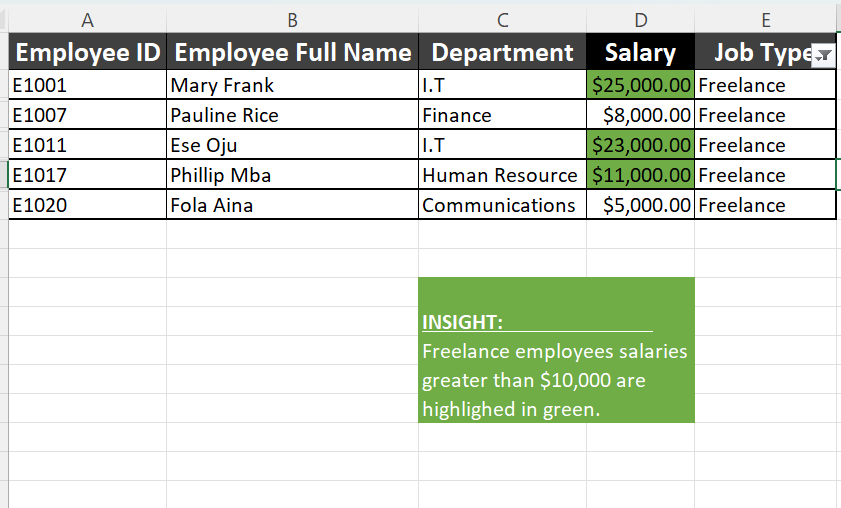 A B C D E
Employee ID Employee Full Name Department Salary Job Type
E1001 Mary Frank I.T $25,000.00 Freelance
E1007 Pauline Rice Finance $8,000.00 Freelance
E1011 Ese Oju I.T $23,000.00 Freelance
E1017 Phillip Mba Human Resource $11,000.00 Freelance
E1020 Fola Aina Communications $5,000.00 Freelance
INSIGHT:
Freelance employees salaries
greater than $10,000 are
highlighed in green.